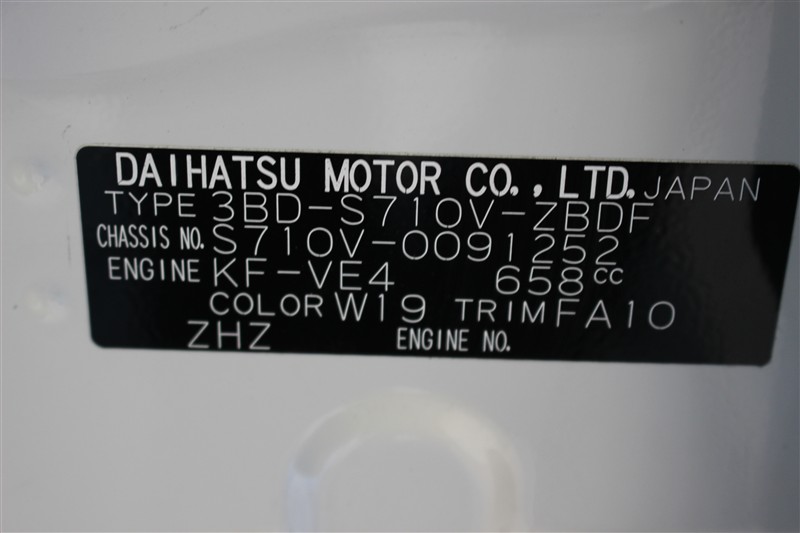 DAIHATSU MOTOR CO., LTD. JAPAN
TYPE 3BD-S710V-ZBDF
CHASSIS NO. S710V-0091252
ENGINE KF-VE4 658cc
COLOR W19 TRIM FA10
ZHZ ENGINE NO.